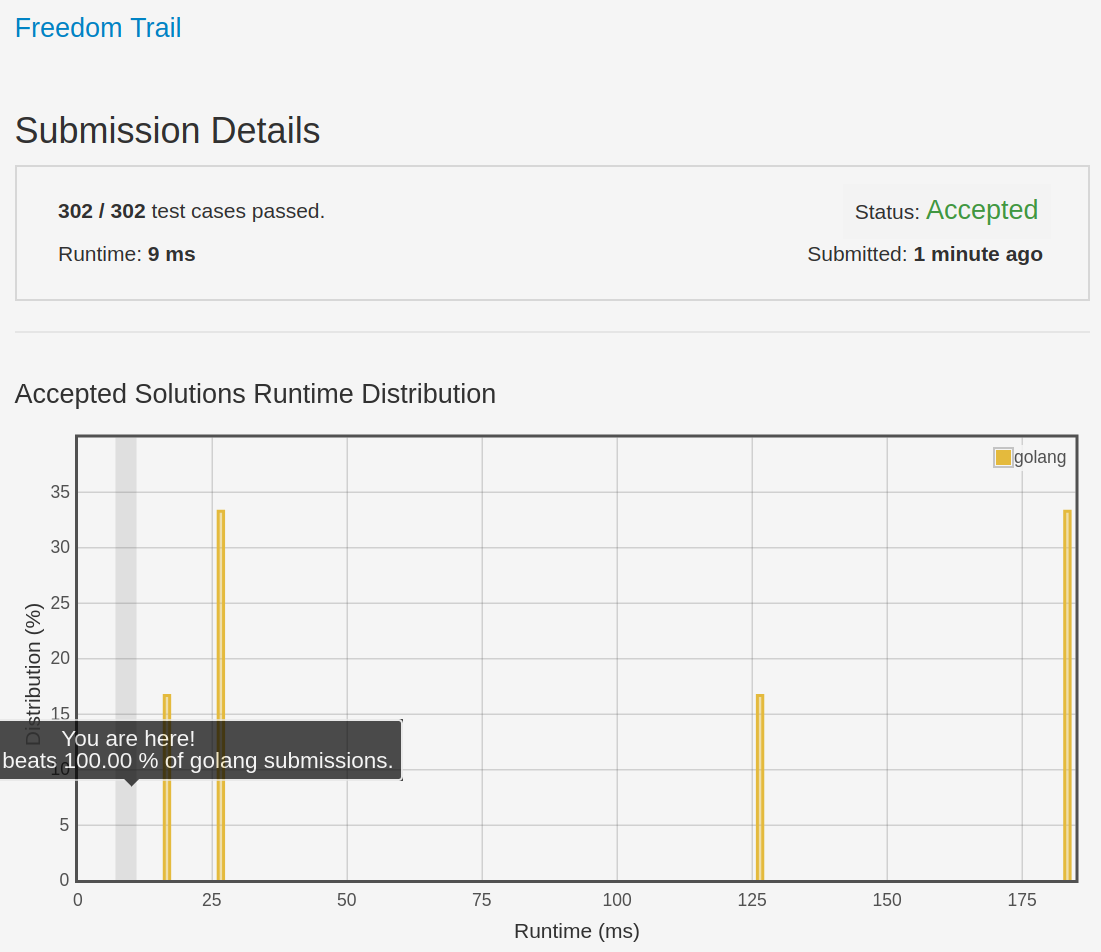 Freedom Trail
Submission Details
302 / 302 test cases passed.
Status: Accepted
Runtime: 9 ms
Submitted: 1 minute ago
Accepted Solutions Runtime Distribution
golang
Distribution (%)
35
30
25
20
15
10
5
0
You are here!
beats 100.00 % of golang submissions.
0 25 50 75 100 125 150 175
Runtime (ms)